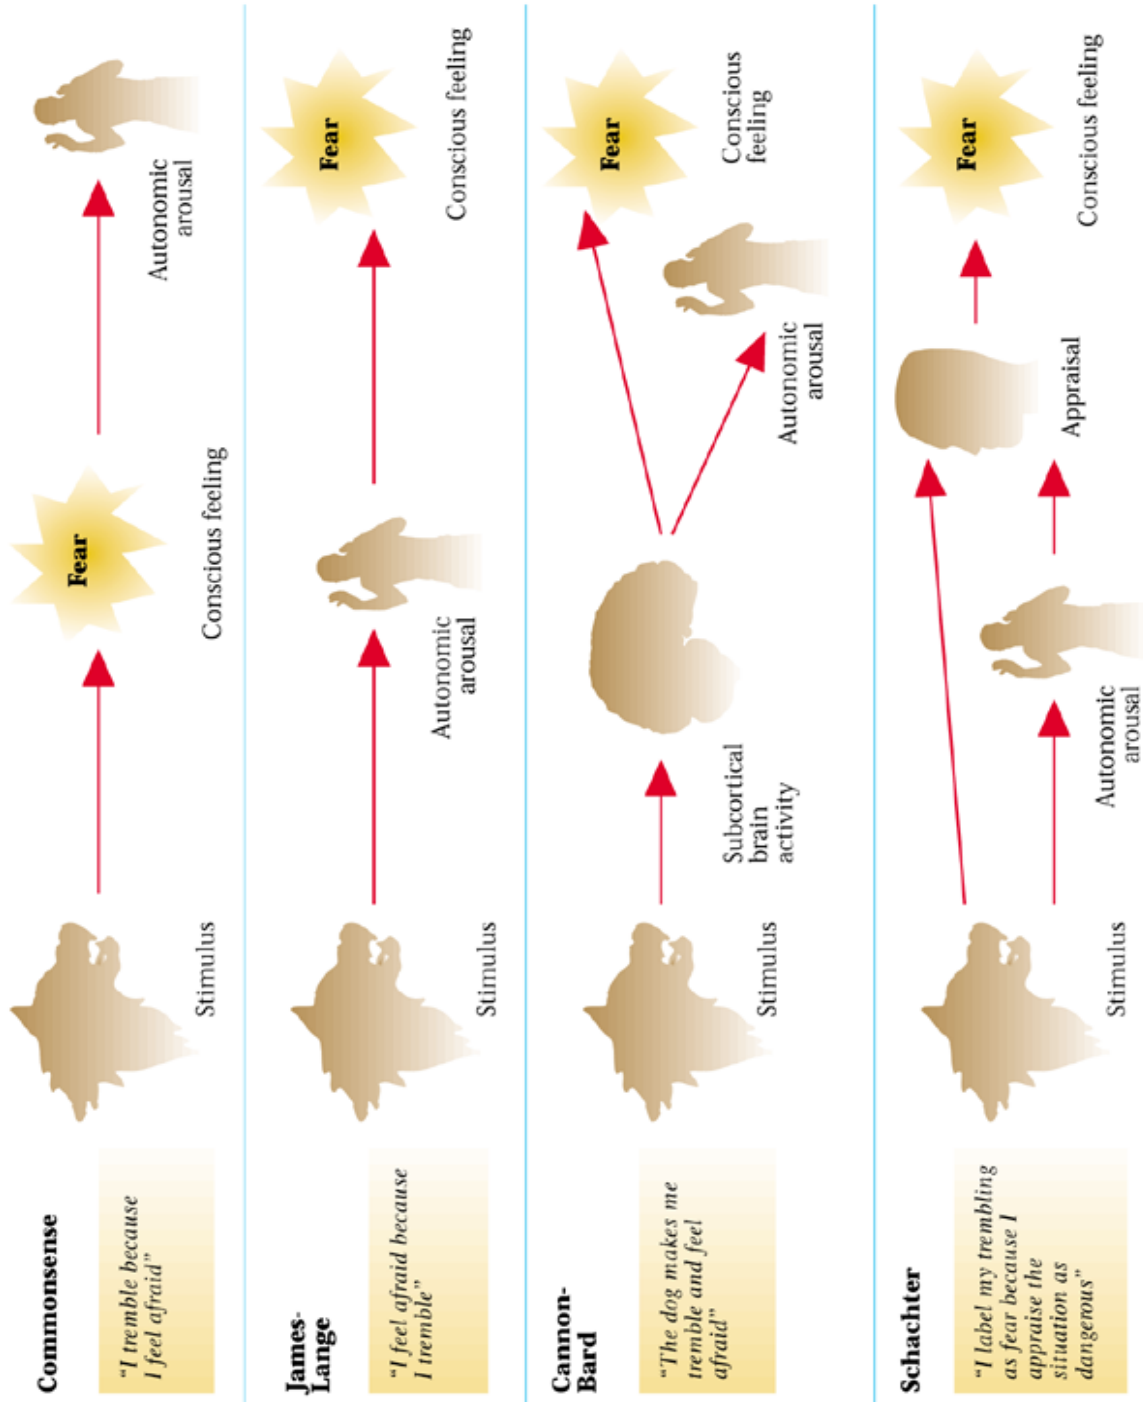 Commonsense
"I tremble because
I feel afraid"
Stimulus
Fear
Conscious feeling
Autonomic
arousal
James-
Lange
"I feel afraid because
I tremble"
Stimulus
Autonomic
arousal
Fear
Conscious feeling
Cannon-
Bard
"The dog makes me
tremble and feel
afraid"
Stimulus
Subcortical
brain
activity
Fear
Conscious
feeling
Autonomic
arousal
Schachter
"I label my trembling
as fear because I
appraise the
situation as
dangerous"
Stimulus
Autonomic
arousal
Appraisal
Fear
Conscious feeling